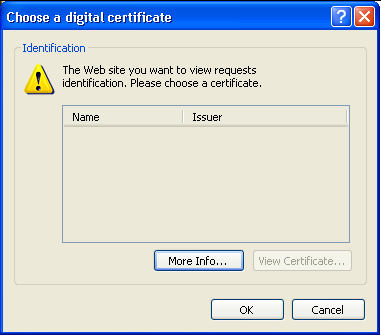 Choose a digital certificate
Identification
The Web site you want to view requests
identification. Please choose a certificate.
Name Issuer
More Info... View Certificate...
OK Cancel